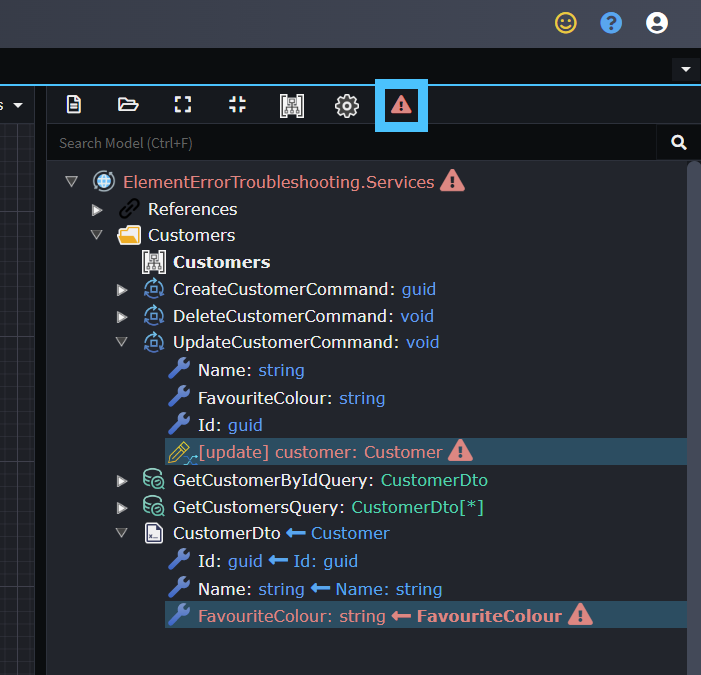 s
Search Model (Ctrl+F)
ElementErrorTroubleshooting.Services
References
Customers
Customers
CreateCustomerCommand: guid
DeleteCustomerCommand: void
UpdateCustomerCommand: void
Name: string
FavouriteColour: string
Id: guid
[update] customer: Customer
GetCustomerByIdQuery: CustomerDto
GetCustomersQuery: CustomerDto[*]
CustomerDto ← Customer
Id: guid ← Id: guid
Name: string ← Name: string
FavouriteColour: string ← FavouriteColour